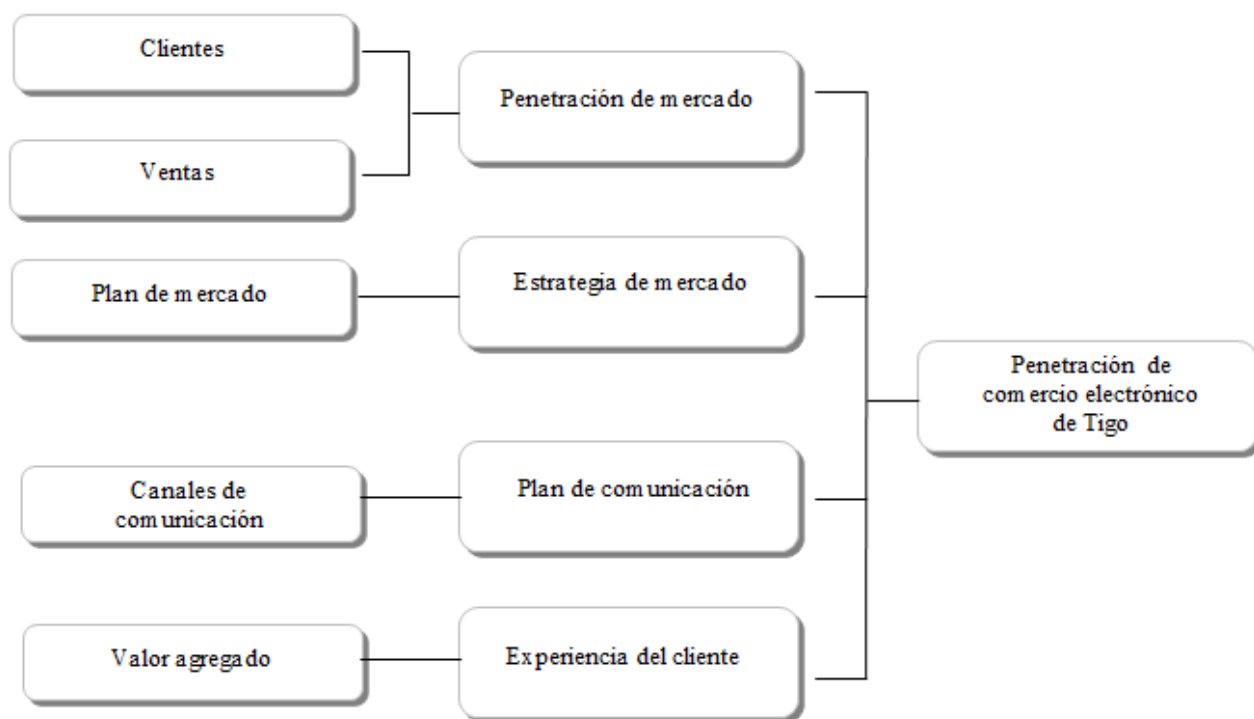 Clientes
Penetración de mercado
Ventas
Plan de mercado
Estrategia de mercado
Penetración de
comercio electrónico
de Tigo
Canales de
comunicación
Plan de comunicación
Valor agregado
Experiencia del cliente